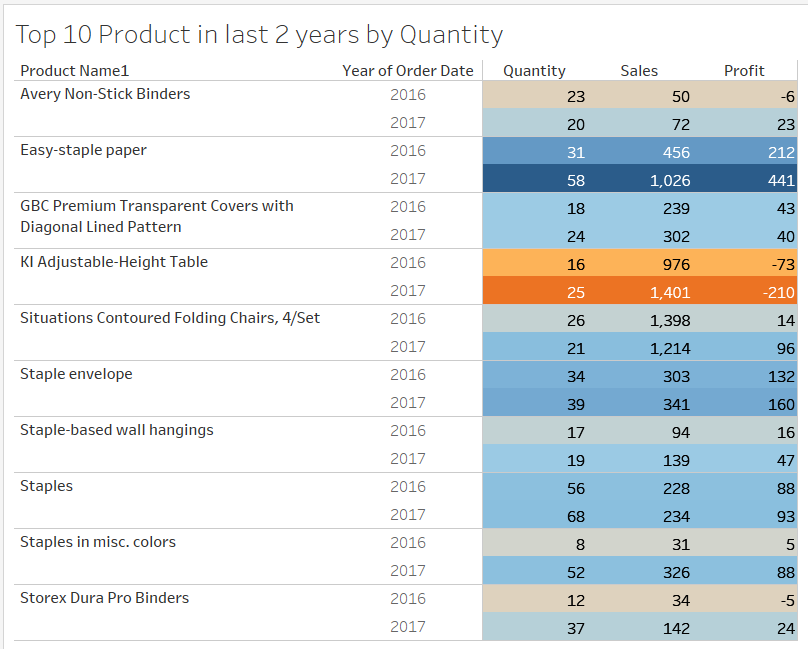 Top 10 Product in last 2 years by Quantity
Product Name1 Year of Order Date Quantity Sales Profit
Avery Non-Stick Binders 2016 23 50 -6
2017 20 72 23
Easy-staple paper 2016 31 456 212
2017 58 1,026 441
GBC Premium Transparent Covers with 2016 18 239 43
Diagonal Lined Pattern 2017 24 302 40
KI Adjustable-Height Table 2016 16 976 -73
2017 25 1,401 -210
Situations Contoured Folding Chairs, 4/Set 2016 26 1,398 14
2017 21 1,214 96
Staple envelope 2016 34 303 132
2017 39 341 160
Staple-based wall hangings 2016 17 94 16
2017 19 139 47
Staples 2016 56 228 88
2017 68 234 93
Staples in misc. colors 2016 8 31 5
2017 52 326 88
Storex Dura Pro Binders 2016 12 34 -5
2017 37 142 24